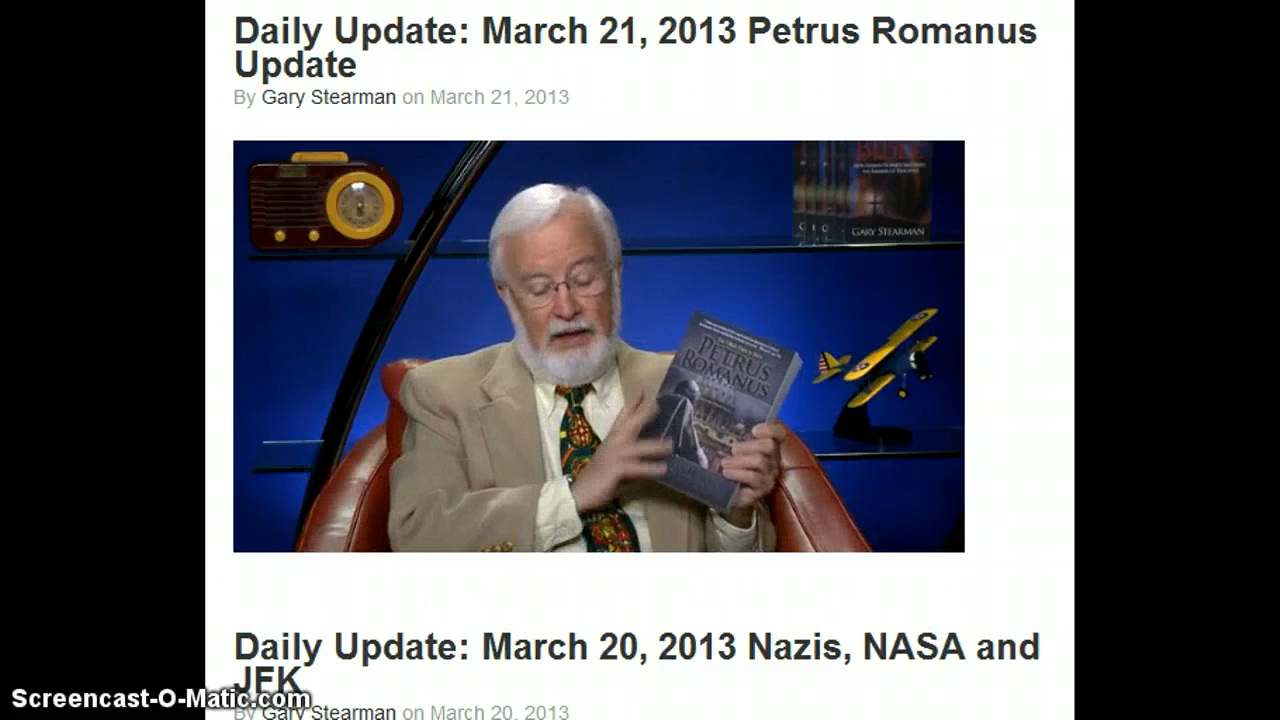 Daily Update: March 21, 2013 Petrus Romanus
Update
By Gary Stearman on March 21, 2013
BIBLE
GARY STEARMAN
PETRUS
ROMANUS
Daily Update: March 20, 2013 Nazis, NASA and
JFK
Screencast-O-Matic.com
By Gary Stearman on March 20, 2013